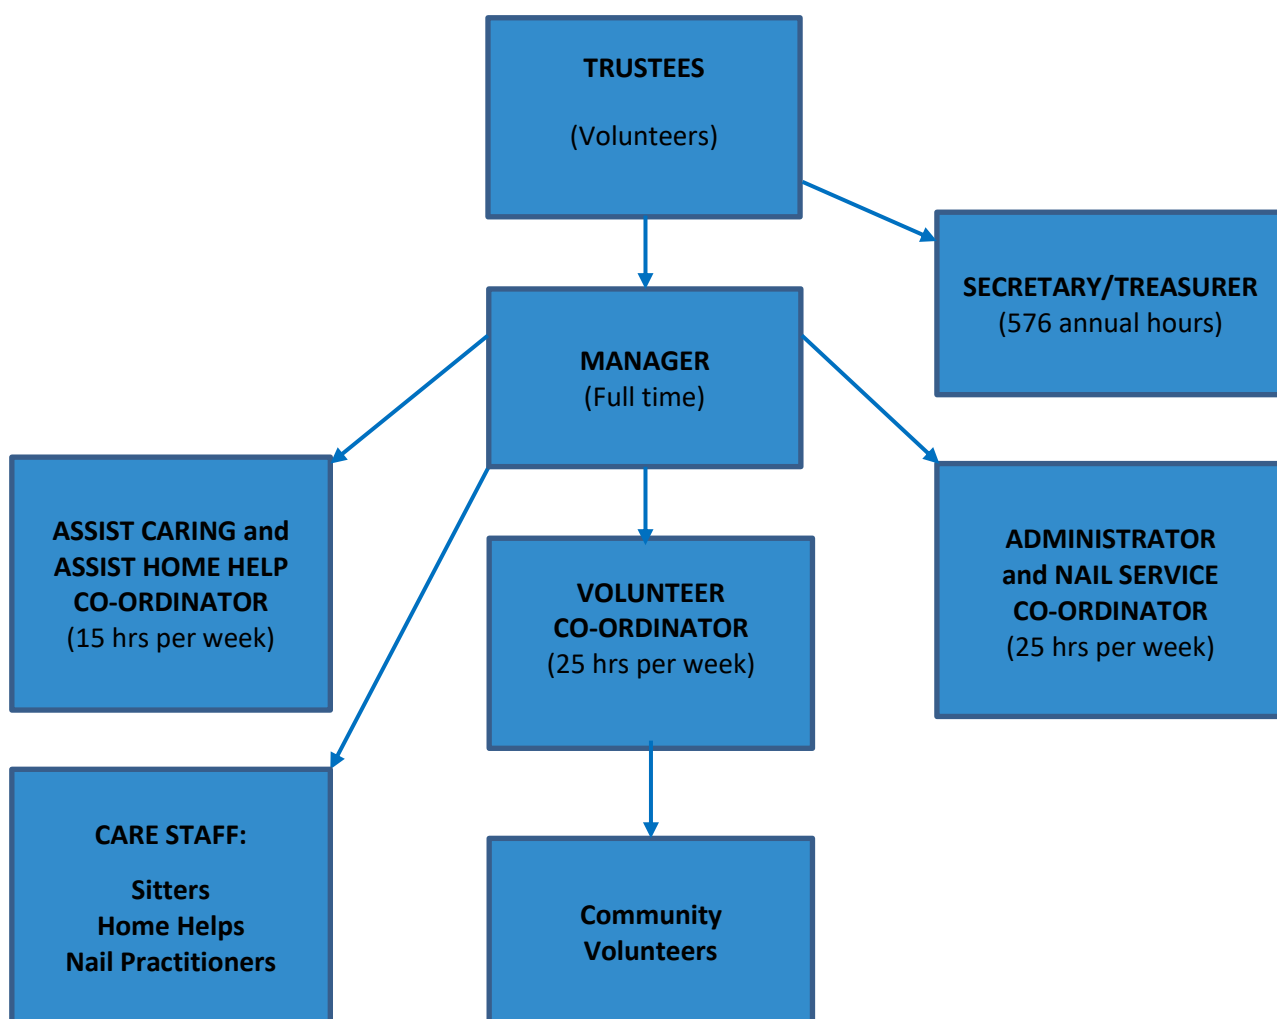 TRUSTEES
(Volunteers)
SECRETARY/TREASURER
(576 annual hours)
MANAGER
(Full time)
ASSIST CARING and
ASSIST HOME HELP
CO-ORDINATOR
(15 hrs per week)
VOLUNTEER
CO-ORDINATOR
(25 hrs per week)
ADMINISTRATOR
and NAIL SERVICE
CO-ORDINATOR
(25 hrs per week)
CARE STAFF:
Sitters
Home Helps
Nail Practitioners
Community
Volunteers